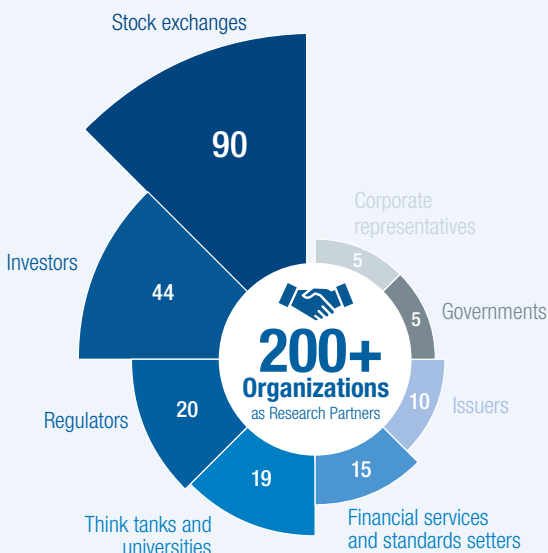 Stock exchanges
90
Corporate
representatives
5
Investors
44
Governments
5
200+
Organizations
as Research Partners
Issuers
10
Regulators
20
19
15
Think tanks and
universities
Financial services
and standards setters